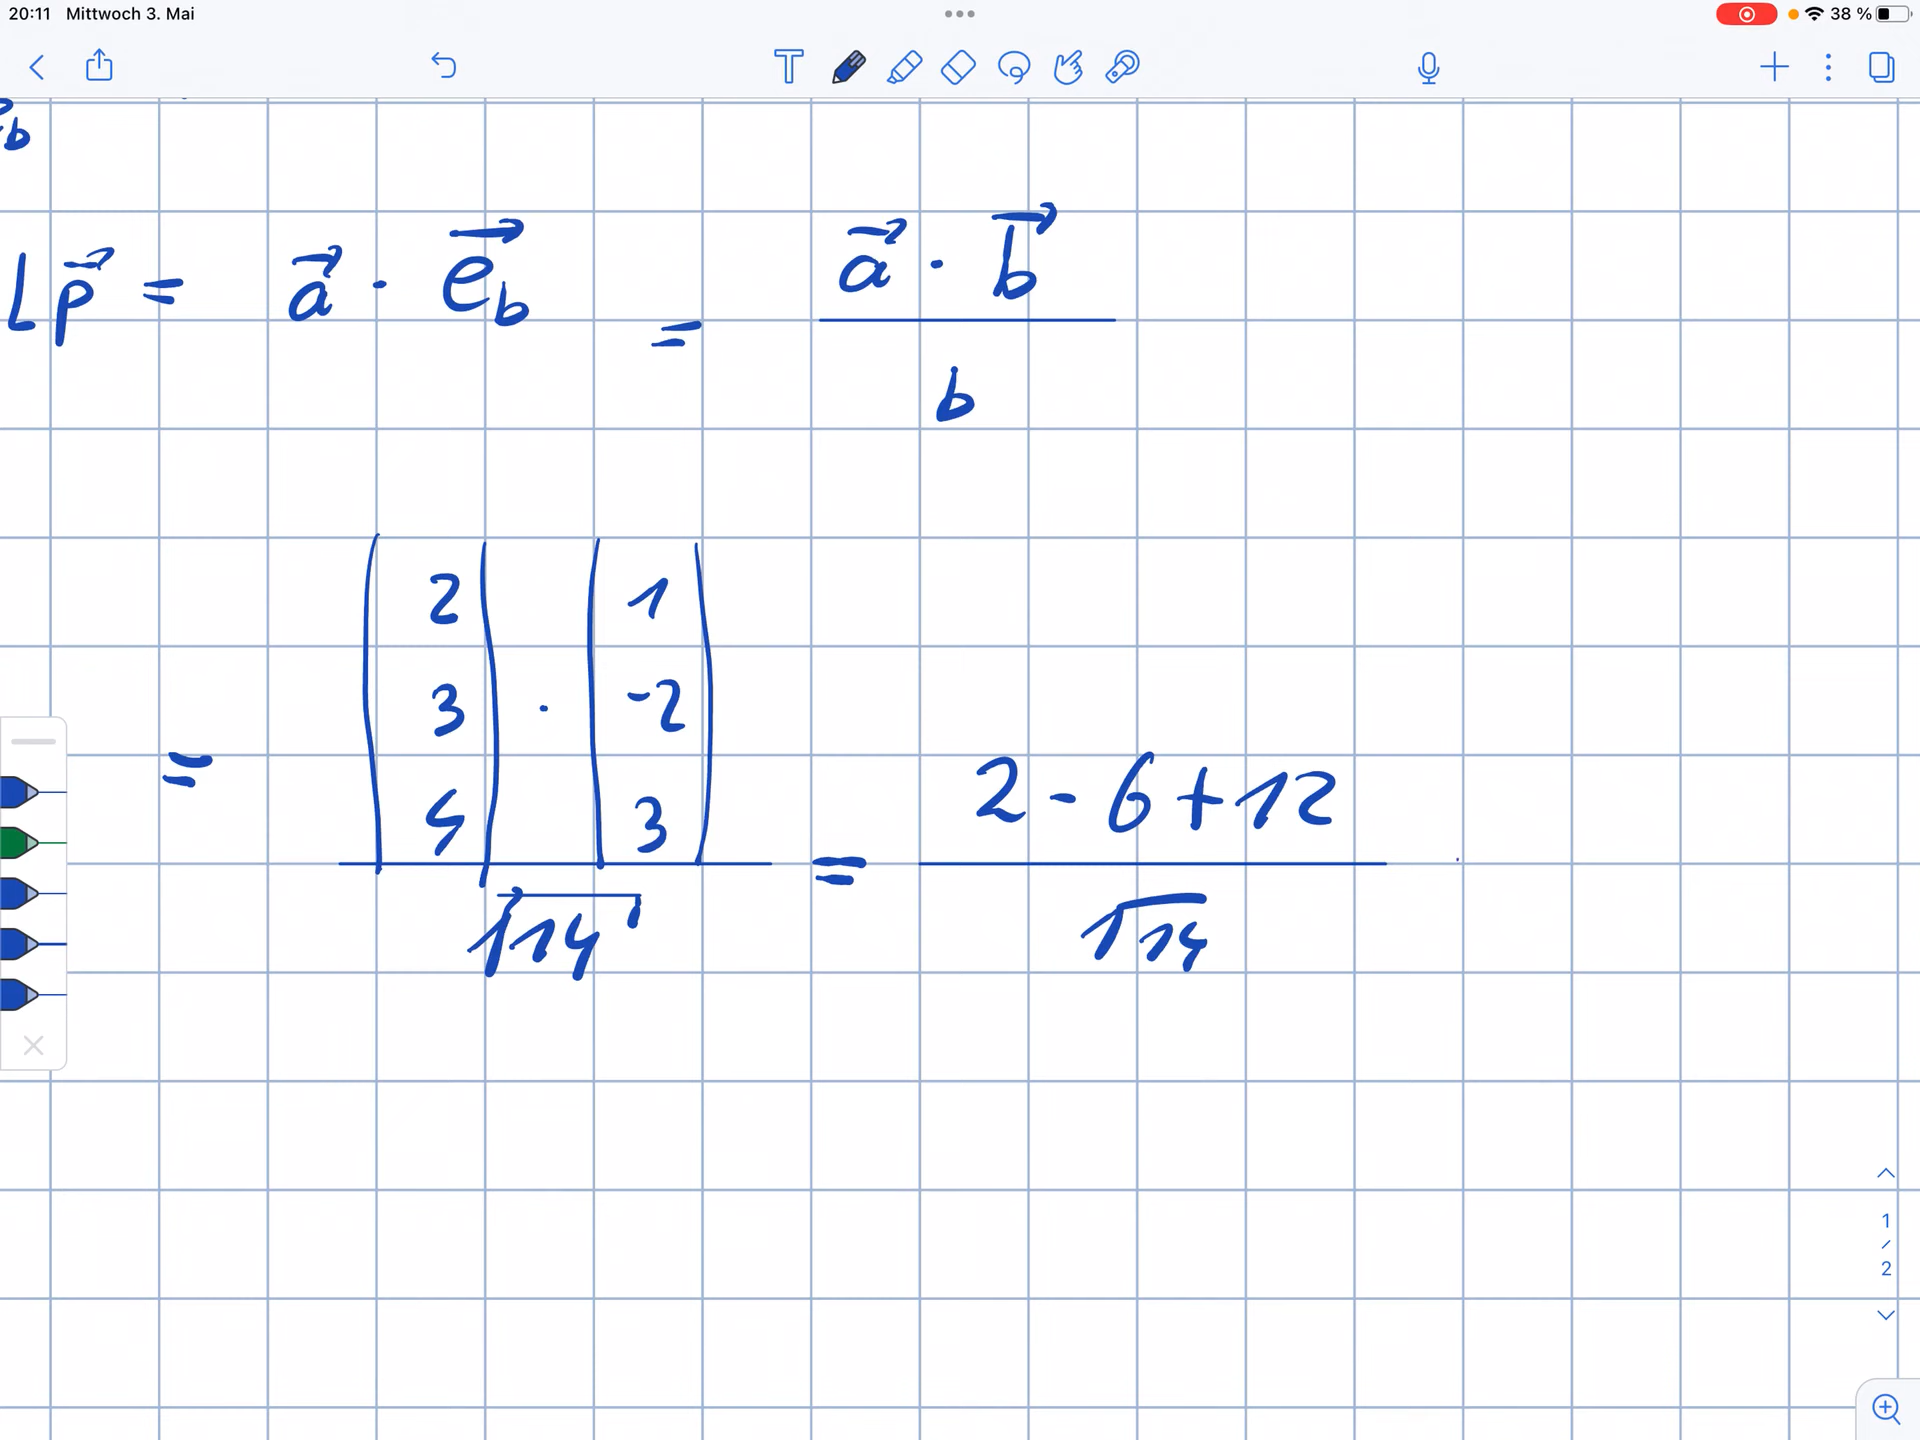 20:11 Mittwoch 3. Mai 38 %
T
b
L p⃗ = a⃗ · e⃗_b = a⃗ · b⃗
b
2 1
3 · -2
= 4 3 = 2 - 6 + 12
√14 √14
1
/
2